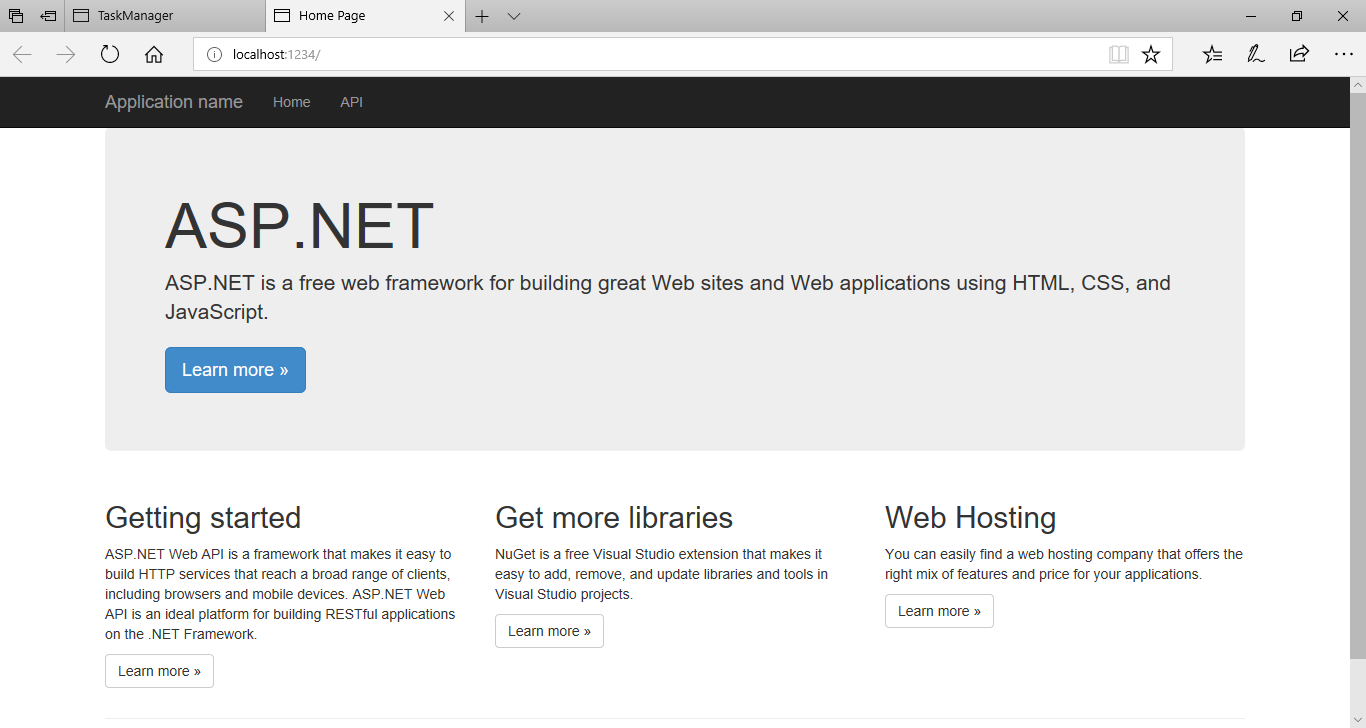 TaskManager
Home Page
localhost:1234/
Application name
Home
API
ASP.NET
ASP.NET is a free web framework for building great Web sites and Web applications using HTML, CSS, and
JavaScript.
Learn more »
Getting started
ASP.NET Web API is a framework that makes it easy to
build HTTP services that reach a broad range of clients,
including browsers and mobile devices. ASP.NET Web
API is an ideal platform for building RESTful applications
on the .NET Framework.
Learn more »
Get more libraries
NuGet is a free Visual Studio extension that makes it
easy to add, remove, and update libraries and tools in
Visual Studio projects.
Learn more »
Web Hosting
You can easily find a web hosting company that offers the
right mix of features and price for your applications.
Learn more »